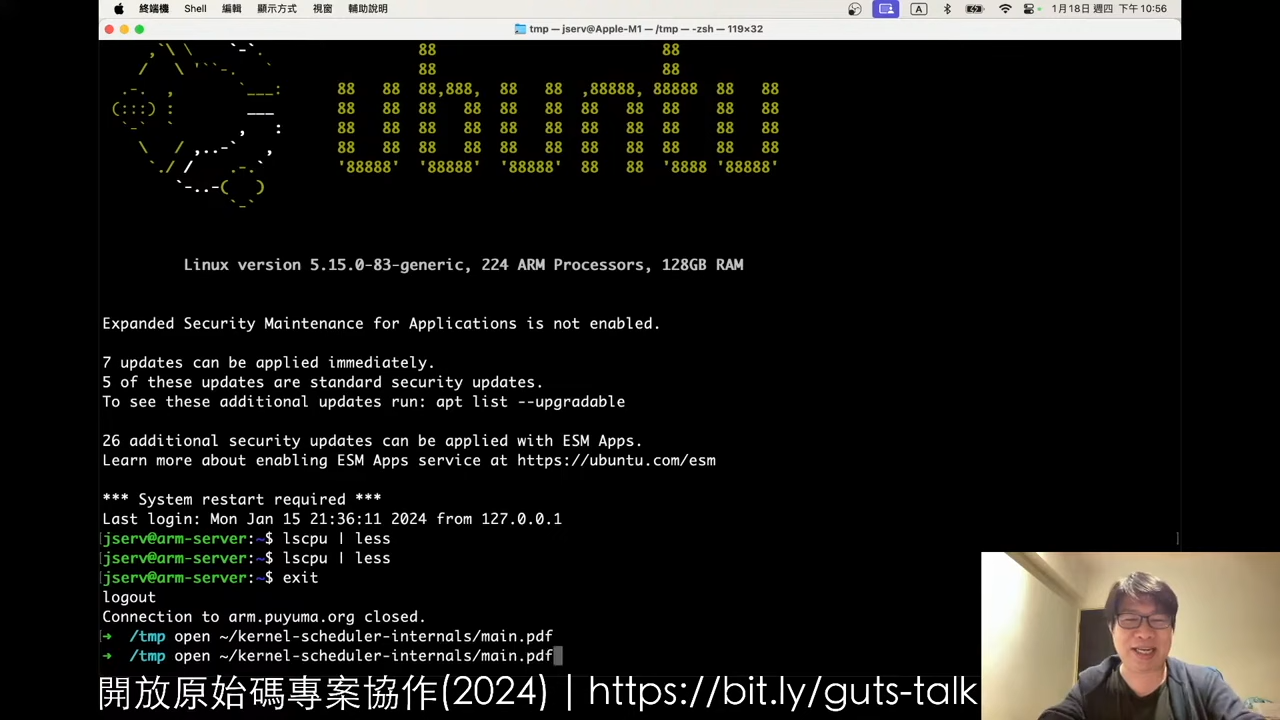 終端機 Shell 編輯 顯示方式 視窗 輔助說明 A 1月18日 週四 下午10:56
tmp — jserv@Apple-M1 — /tmp — -zsh — 119×32
ubuntu
Linux version 5.15.0-83-generic, 224 ARM Processors, 128GB RAM
Expanded Security Maintenance for Applications is not enabled.
7 updates can be applied immediately.
5 of these updates are standard security updates.
To see these additional updates run: apt list --upgradable
26 additional security updates can be applied with ESM Apps.
Learn more about enabling ESM Apps service at https://ubuntu.com/esm
*** System restart required ***
Last login: Mon Jan 15 21:36:11 2024 from 127.0.0.1
jserv@arm-server:~$ lscpu | less
jserv@arm-server:~$ lscpu | less
jserv@arm-server:~$ exit
logout
Connection to arm.puyuma.org closed.
➜ /tmp open ~/kernel-scheduler-internals/main.pdf
➜ /tmp open ~/kernel-scheduler-internals/main.pdf
開放原始碼專案協作(2024) | https://bit.ly/guts-talk